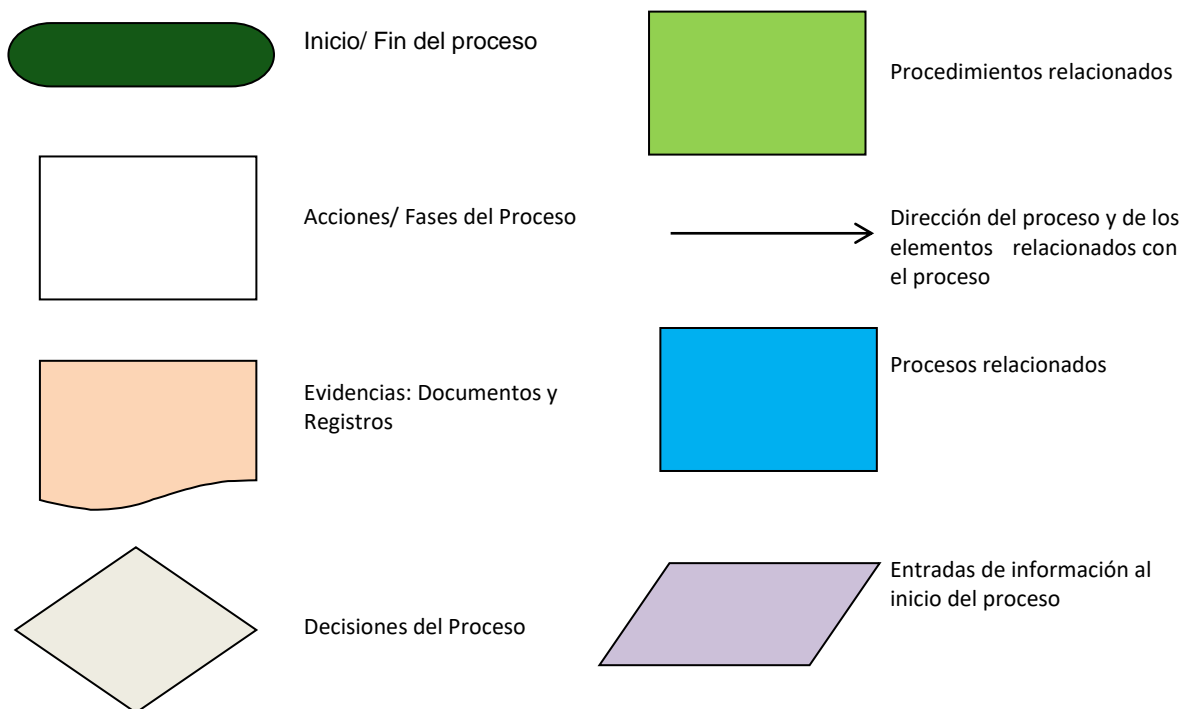 Inicio/ Fin del proceso
Procedimientos relacionados
Acciones/ Fases del Proceso
Dirección del proceso y de los
elementos relacionados con
el proceso
Evidencias: Documentos y
Registros
Procesos relacionados
Decisiones del Proceso
Entradas de información al
inicio del proceso